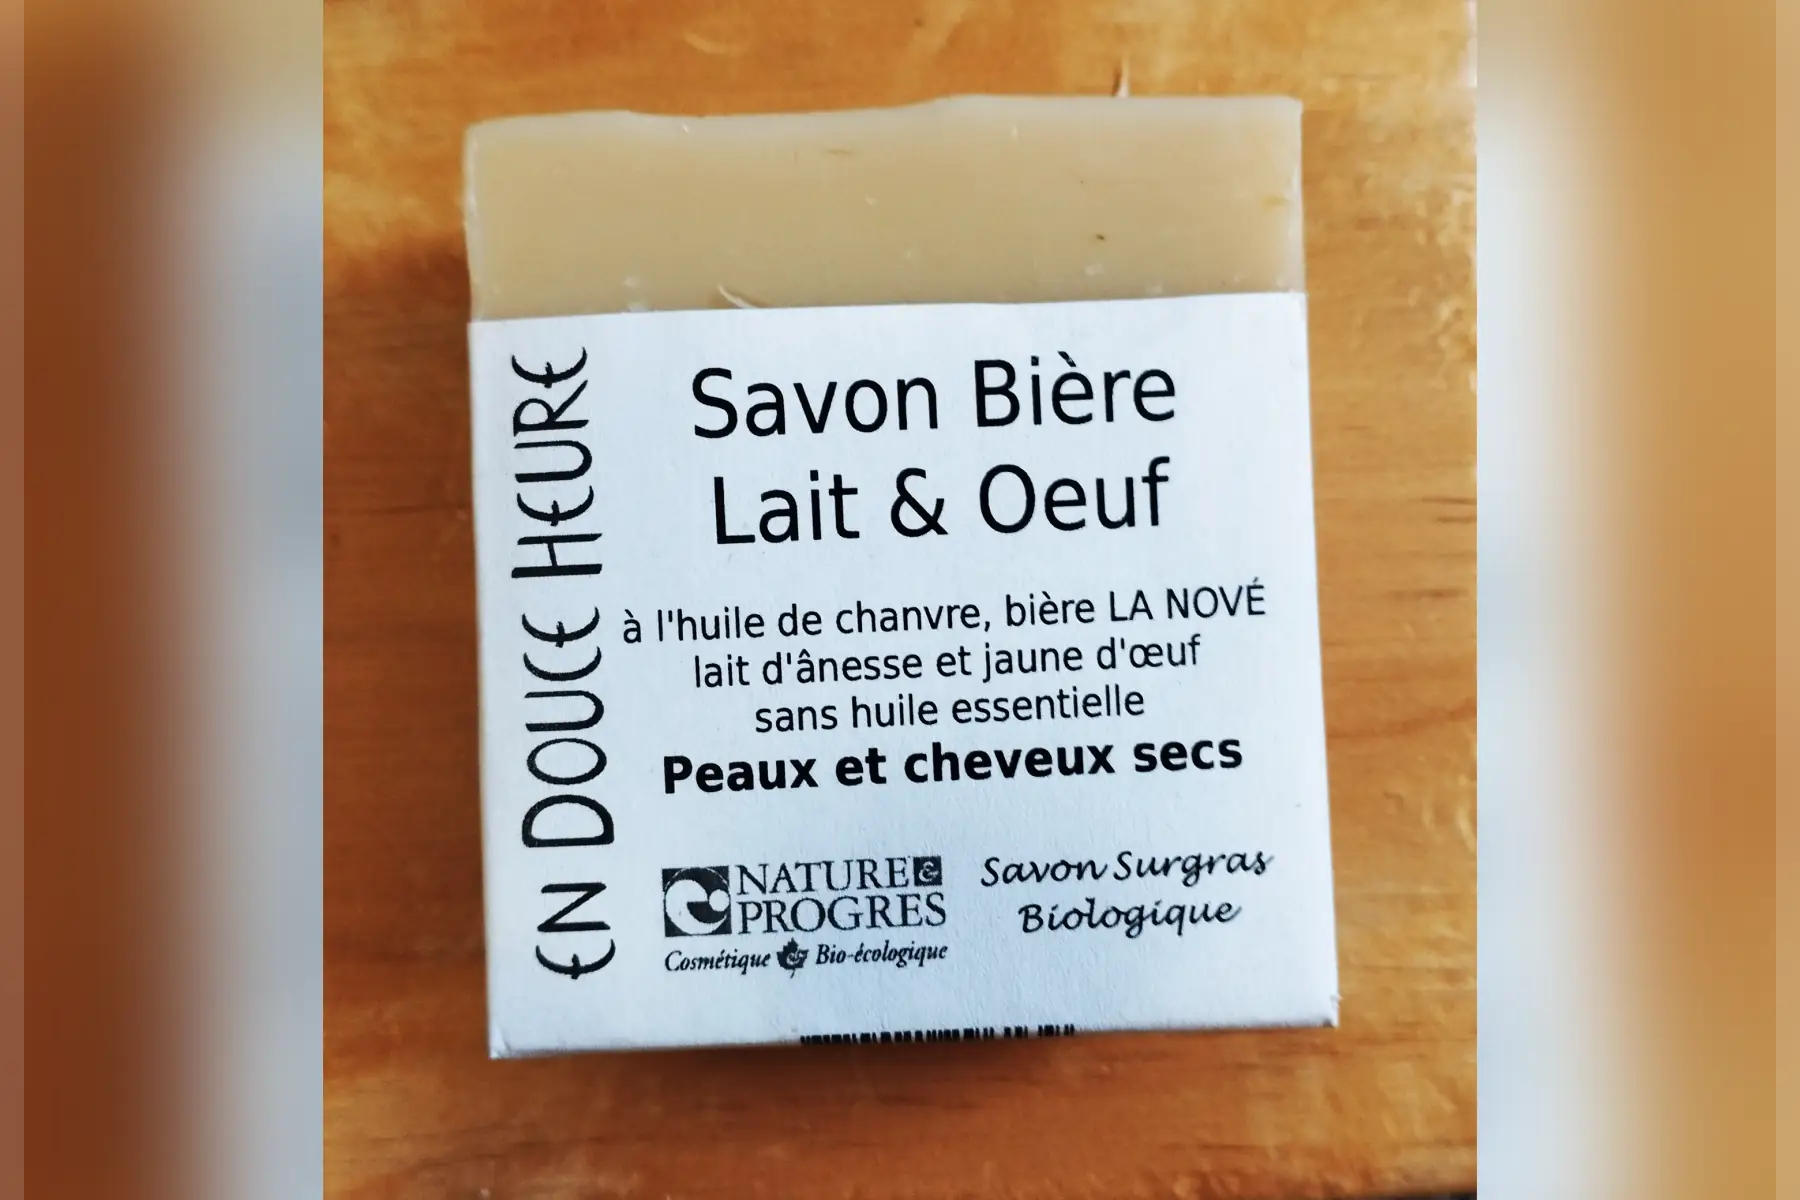 EN DOUCE HEURE
Savon Bière
Lait & Oeuf
à l'huile de chanvre, bière LA NOVÉ
lait d'ânesse et jaune d'œuf
sans huile essentielle
Peaux et cheveux secs
NATURE &
PROGRES
Cosmétique Bio-écologique
Savon Surgras
Biologique